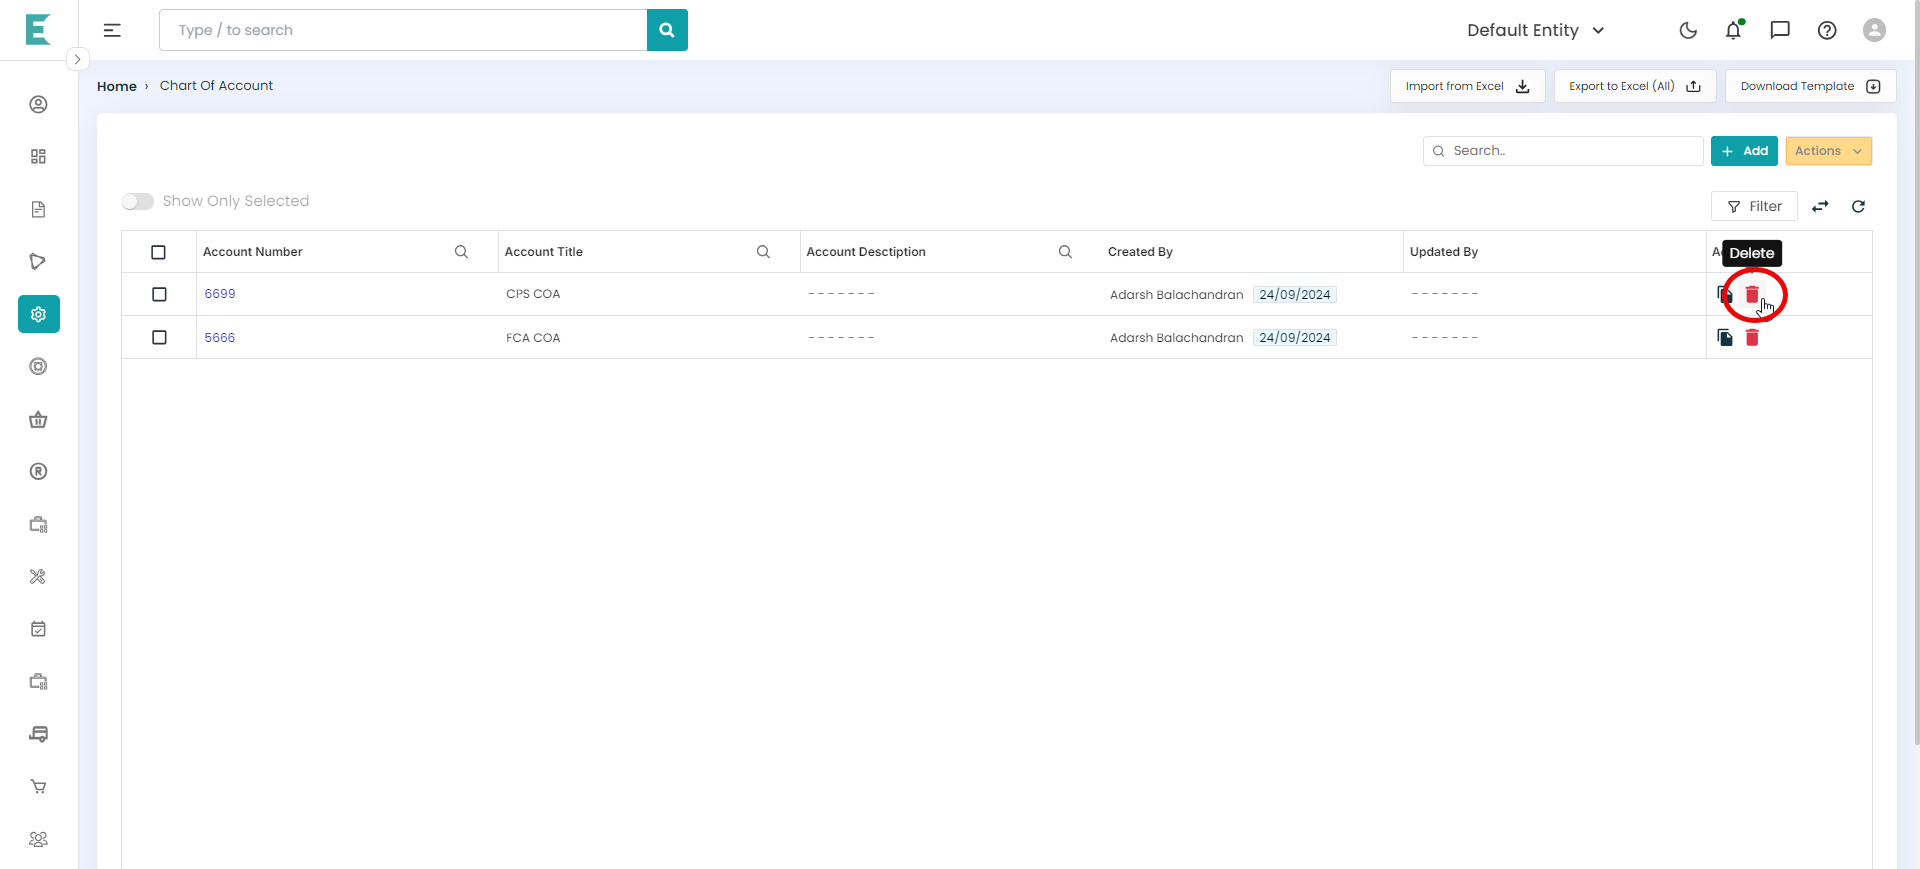 Type / to search
Default Entity
Home › Chart Of Account
Import from Excel
Export to Excel (All)
Download Template
Search..
+ Add
Actions
Show Only Selected
Filter
Account Number
Account Title
Account Desctiption
Created By
Updated By
Delete
6699
CPS COA
-------
Adarsh Balachandran 24/09/2024
-------
5666
FCA COA
-------
Adarsh Balachandran 24/09/2024
-------